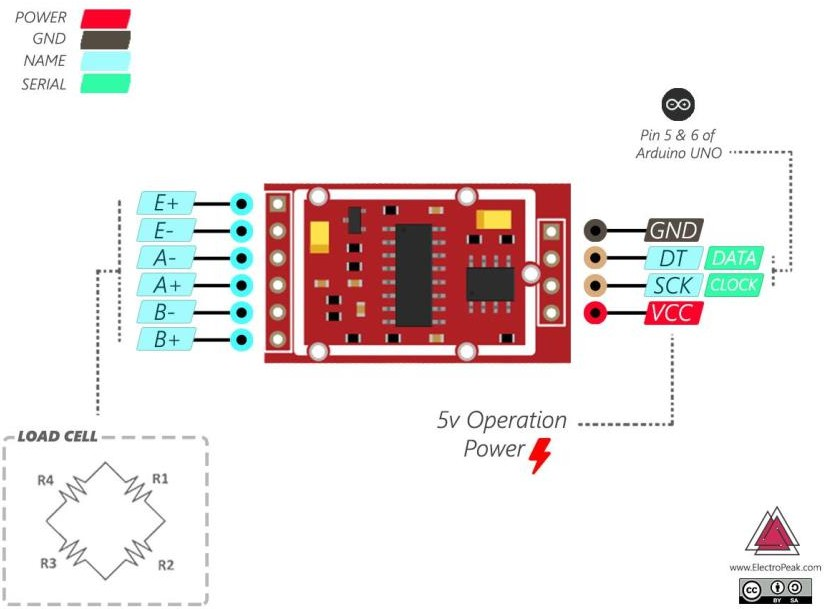 POWER
GND
NAME
SERIAL
Pin 5 & 6 of
Arduino UNO
E+
E-
A-
A+
B-
B+
GND
DT DATA
SCK CLOCK
VCC
5v Operation
Power
LOAD CELL
R4 R1
R3 R2
www.ElectroPeak.com
cc BY SA